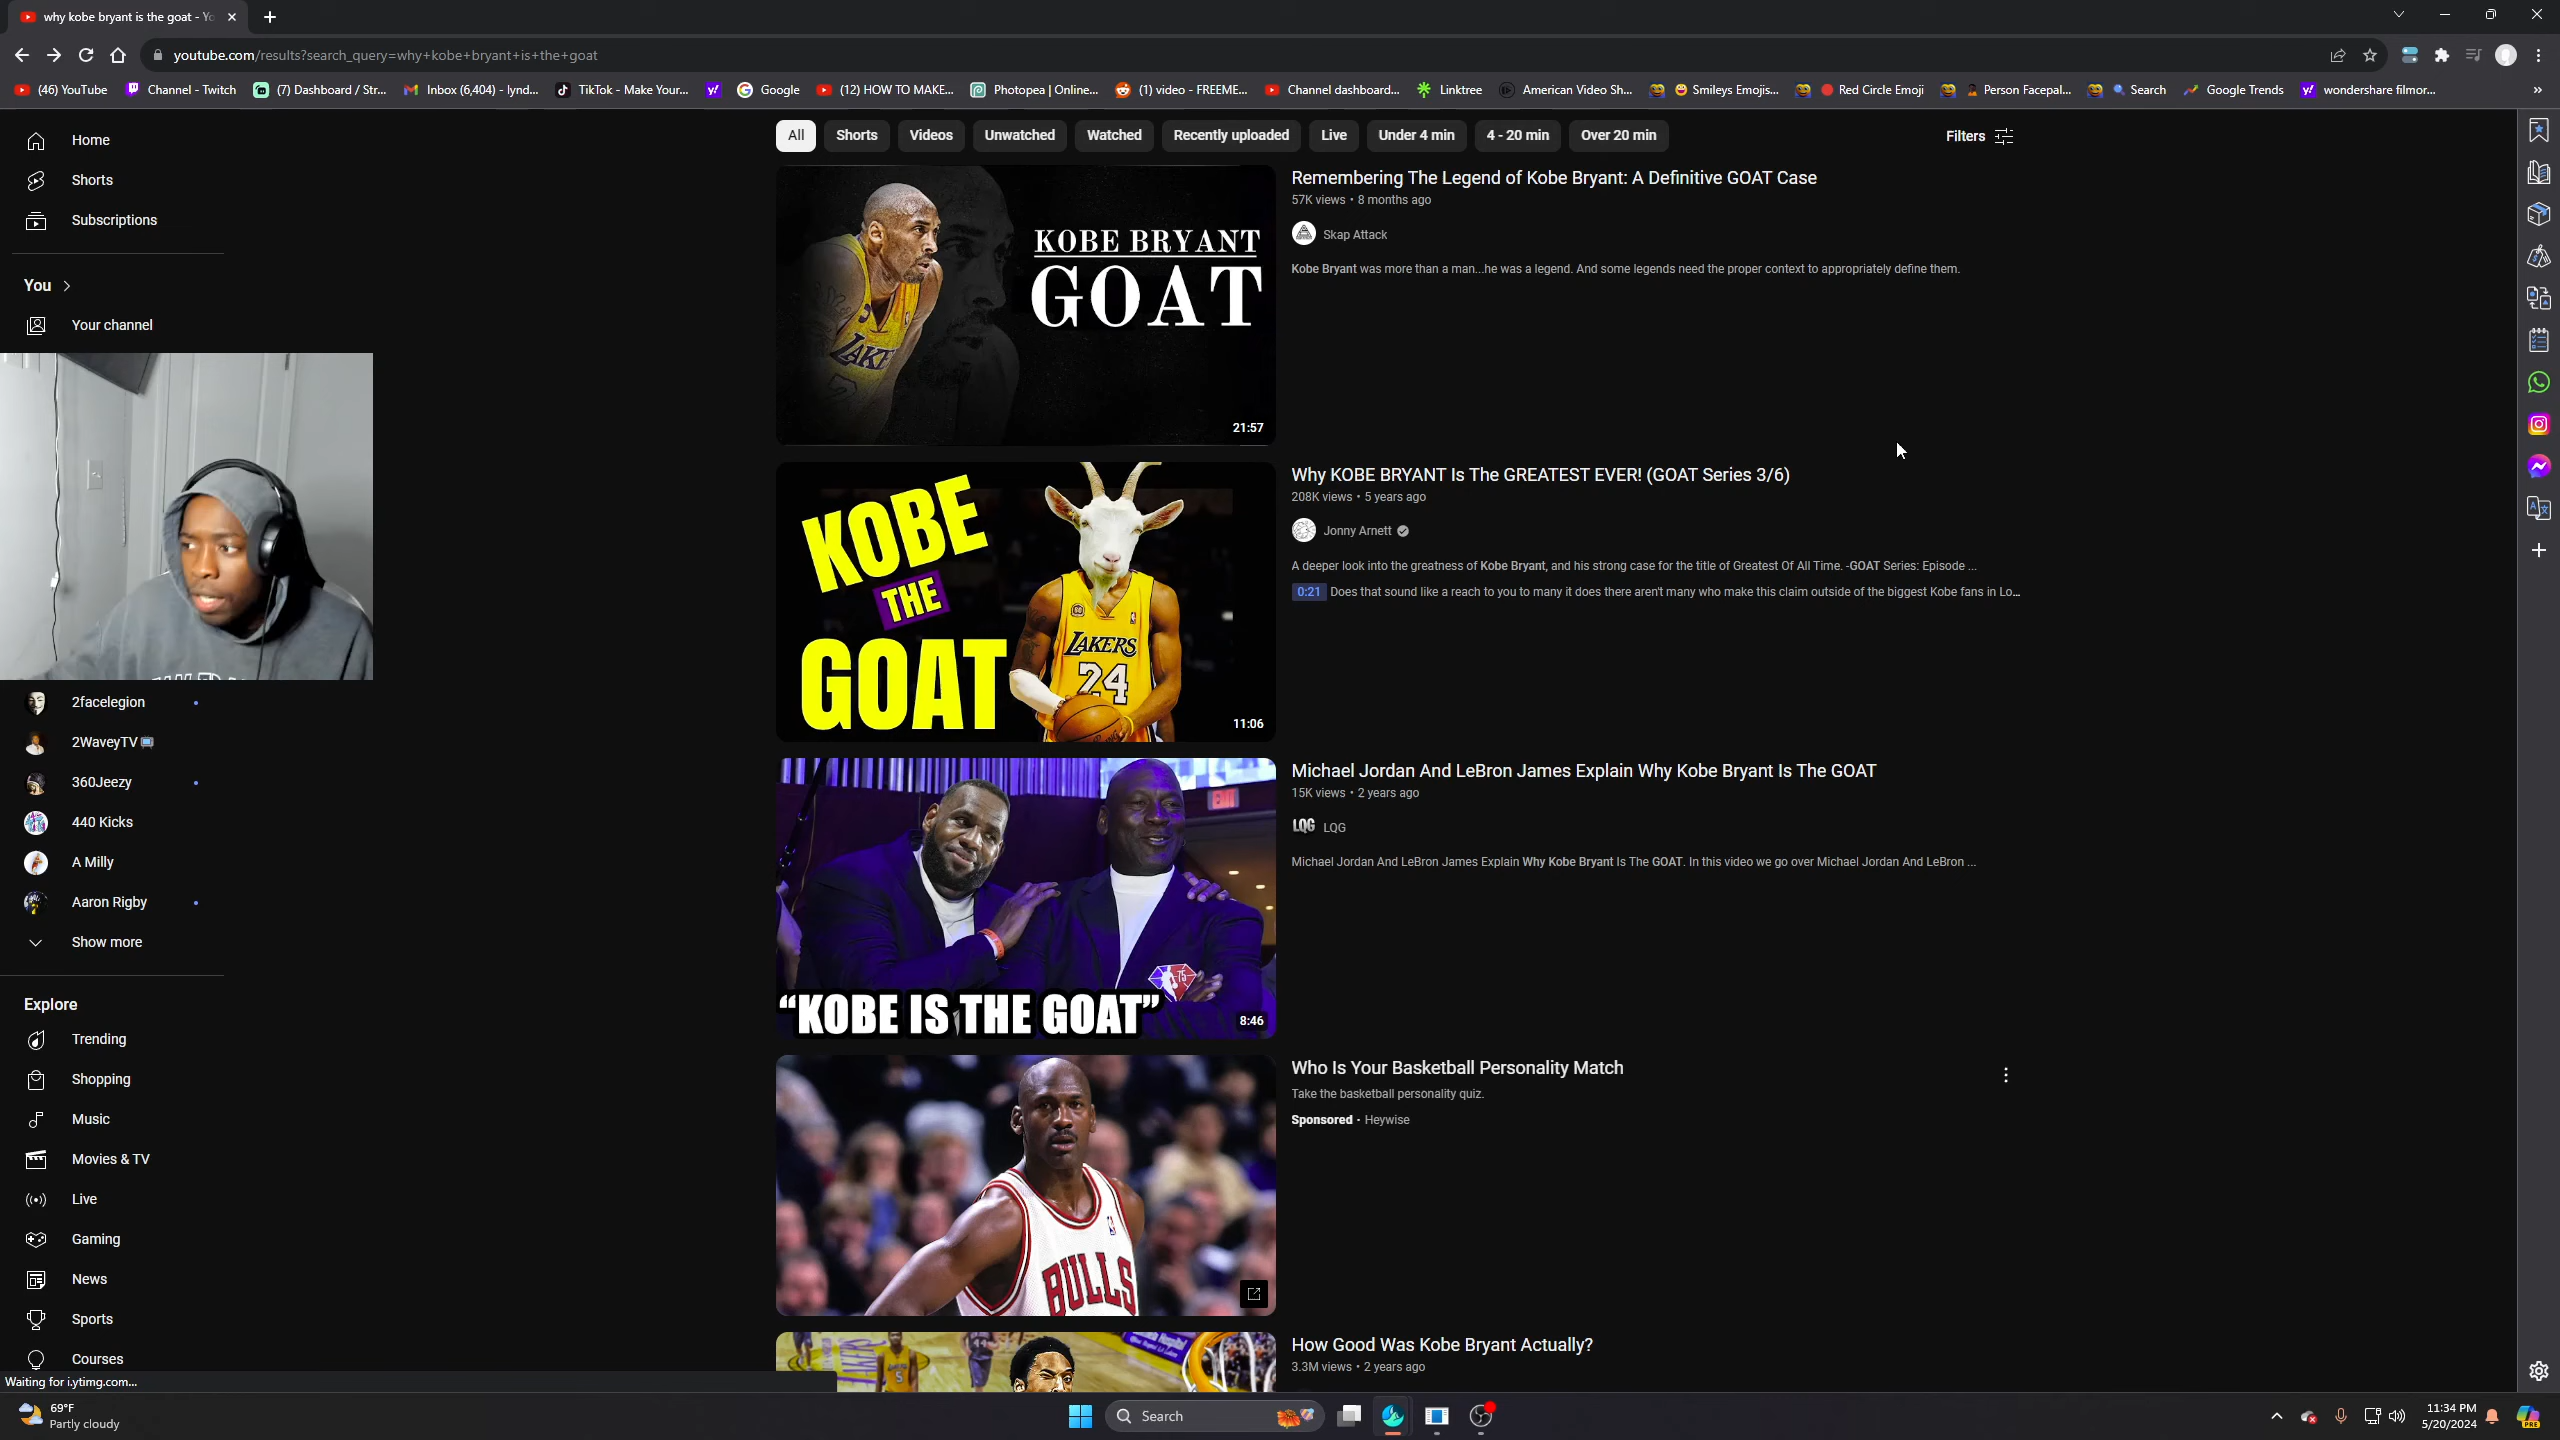 why kobe bryant is the goat - Yo
youtube.com/results?search_query=why+kobe+bryant+is+the+goat
(46) YouTube
Channel - Twitch
(7) Dashboard / Str...
Inbox (6,404) - lynd...
TikTok - Make Your...
Google
(12) HOW TO MAKE...
Photopea | Online...
(1) video - FREEME...
Channel dashboard...
Linktree
American Video Sh...
Smileys Emojis...
Red Circle Emoji
Person Facepal...
Search
Google Trends
wondershare filmor...
»
Home
Shorts
Subscriptions
You
Your channel
2facelegion
2WaveyTV
360Jeezy
440 Kicks
A Milly
Aaron Rigby
Show more
Explore
Trending
Shopping
Music
Movies & TV
Live
Gaming
News
Sports
Courses
Waiting for i.ytimg.com...
All
Shorts
Videos
Unwatched
Watched
Recently uploaded
Live
Under 4 min
4 - 20 min
Over 20 min
Filters
KOBE BRYANT
GOAT
LAKE
21:57
Remembering The Legend of Kobe Bryant: A Definitive GOAT Case
57K views • 8 months ago
Skap Attack
Kobe Bryant was more than a man...he was a legend. And some legends need the proper context to appropriately define them.
KOBE
THE
GOAT
LAKERS
24
11:06
Why KOBE BRYANT Is The GREATEST EVER! (GOAT Series 3/6)
208K views • 5 years ago
Jonny Arnett
A deeper look into the greatness of Kobe Bryant, and his strong case for the title of Greatest Of All Time. -GOAT Series: Episode ...
0:21 Does that sound like a reach to you to many it does there aren't many who make this claim outside of the biggest Kobe fans in Lo...
EXIT
75
"KOBE IS THE GOAT"
8:46
Michael Jordan And LeBron James Explain Why Kobe Bryant Is The GOAT
15K views • 2 years ago
LQG LQG
Michael Jordan And LeBron James Explain Why Kobe Bryant Is The GOAT. In this video we go over Michael Jordan And LeBron ...
BULLS
Who Is Your Basketball Personality Match
Take the basketball personality quiz.
Sponsored • Heywise
5
How Good Was Kobe Bryant Actually?
3.3M views • 2 years ago
69°F
Partly cloudy
Search
11:34 PM
5/20/2024
PRE